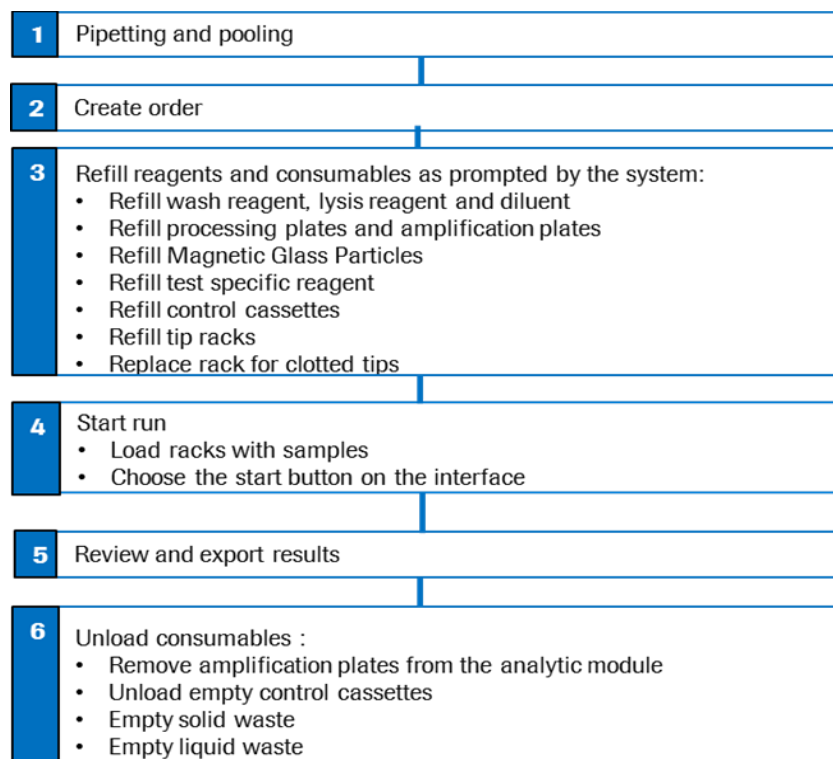 1 Pipetting and pooling
2 Create order
3 Refill reagents and consumables as prompted by the system:
• Refill wash reagent, lysis reagent and diluent
• Refill processing plates and amplification plates
• Refill Magnetic Glass Particles
• Refill test specific reagent
• Refill control cassettes
• Refill tip racks
• Replace rack for clotted tips
4 Start run
• Load racks with samples
• Choose the start button on the interface
5 Review and export results
6 Unload consumables :
• Remove amplification plates from the analytic module
• Unload empty control cassettes
• Empty solid waste
• Empty liquid waste